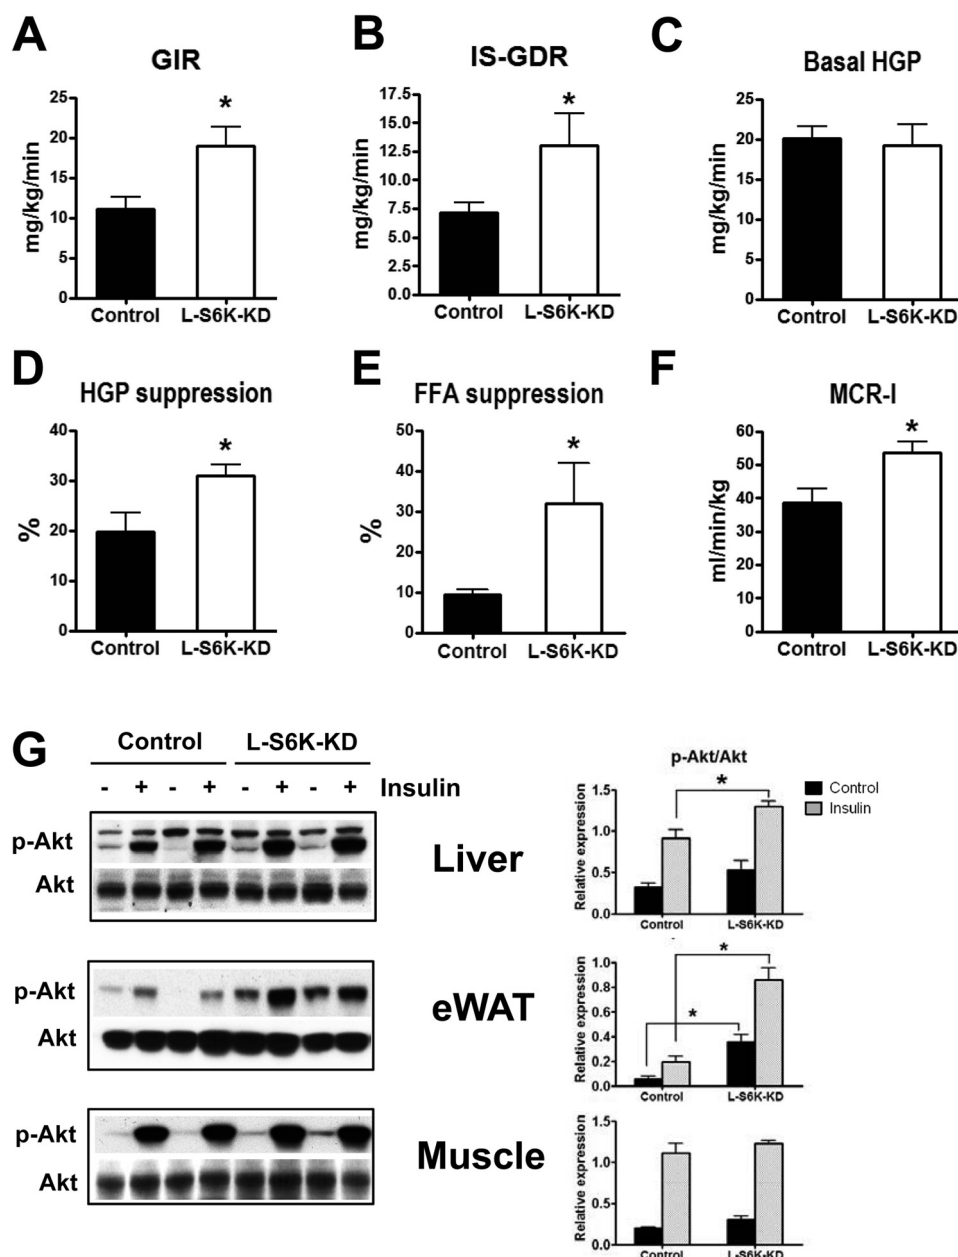 A
GIR
mg/kg/min
25
20
15
10
5
0
*
Control L-S6K-KD
B
IS-GDR
mg/kg/min
17.5
15.0
12.5
10.0
7.5
5.0
2.5
0.0
*
Control L-S6K-KD
C
Basal HGP
mg/kg/min
25
20
15
10
5
0
Control L-S6K-KD
D
HGP suppression
%
40
30
20
10
0
*
Control L-S6K-KD
E
FFA suppression
%
50
40
30
20
10
0
*
Control L-S6K-KD
F
MCR-I
ml/min/kg
60
50
40
30
20
10
0
*
Control L-S6K-KD
G
Control L-S6K-KD
- + - + - + - + Insulin
p-Akt
Akt
Liver
p-Akt
Akt
eWAT
p-Akt
Akt
Muscle
p-Akt/Akt
Relative expression
1.5
1.0
0.5
0.0
*
Control L-S6K-KD
Control
Insulin
Relative expression
1.0
0.8
0.6
0.4
0.2
0.0
*
*
Control L-S6K-KD
Relative expression
1.5
1.0
0.5
0.0
Control L-S6K-KD